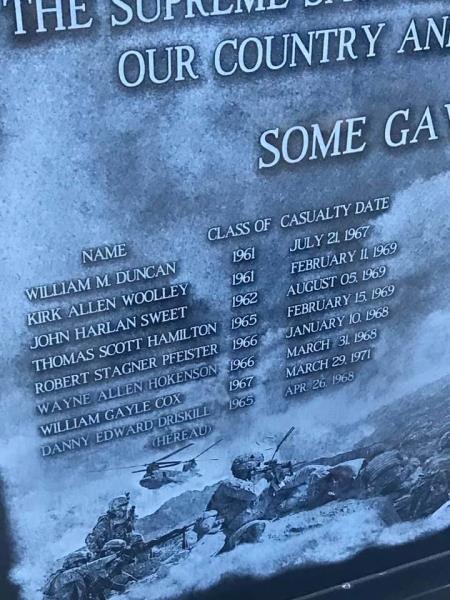 THE SUPREME
OUR COUNTRY AN
SOME GA
NAME CLASS OF CASUALTY DATE
WILLIAM M. DUNCAN 1961 JULY 21, 1967
KIRK ALLEN WOOLLEY 1961 FEBRUARY 11, 1969
JOHN HARLAN SWEET 1962 AUGUST 05, 1969
THOMAS SCOTT HAMILTON 1965 FEBRUARY 15, 1969
ROBERT STAGNER PFEISTER 1966 JANUARY 10, 1968
WAYNE ALLEN HOKENSON 1966 MARCH 31, 1968
WILLIAM GAYLE COX 1967 MARCH 29, 1971
DANNY EDWARD DRISKILL 1965 APR 26, 1968
(HEREAU)